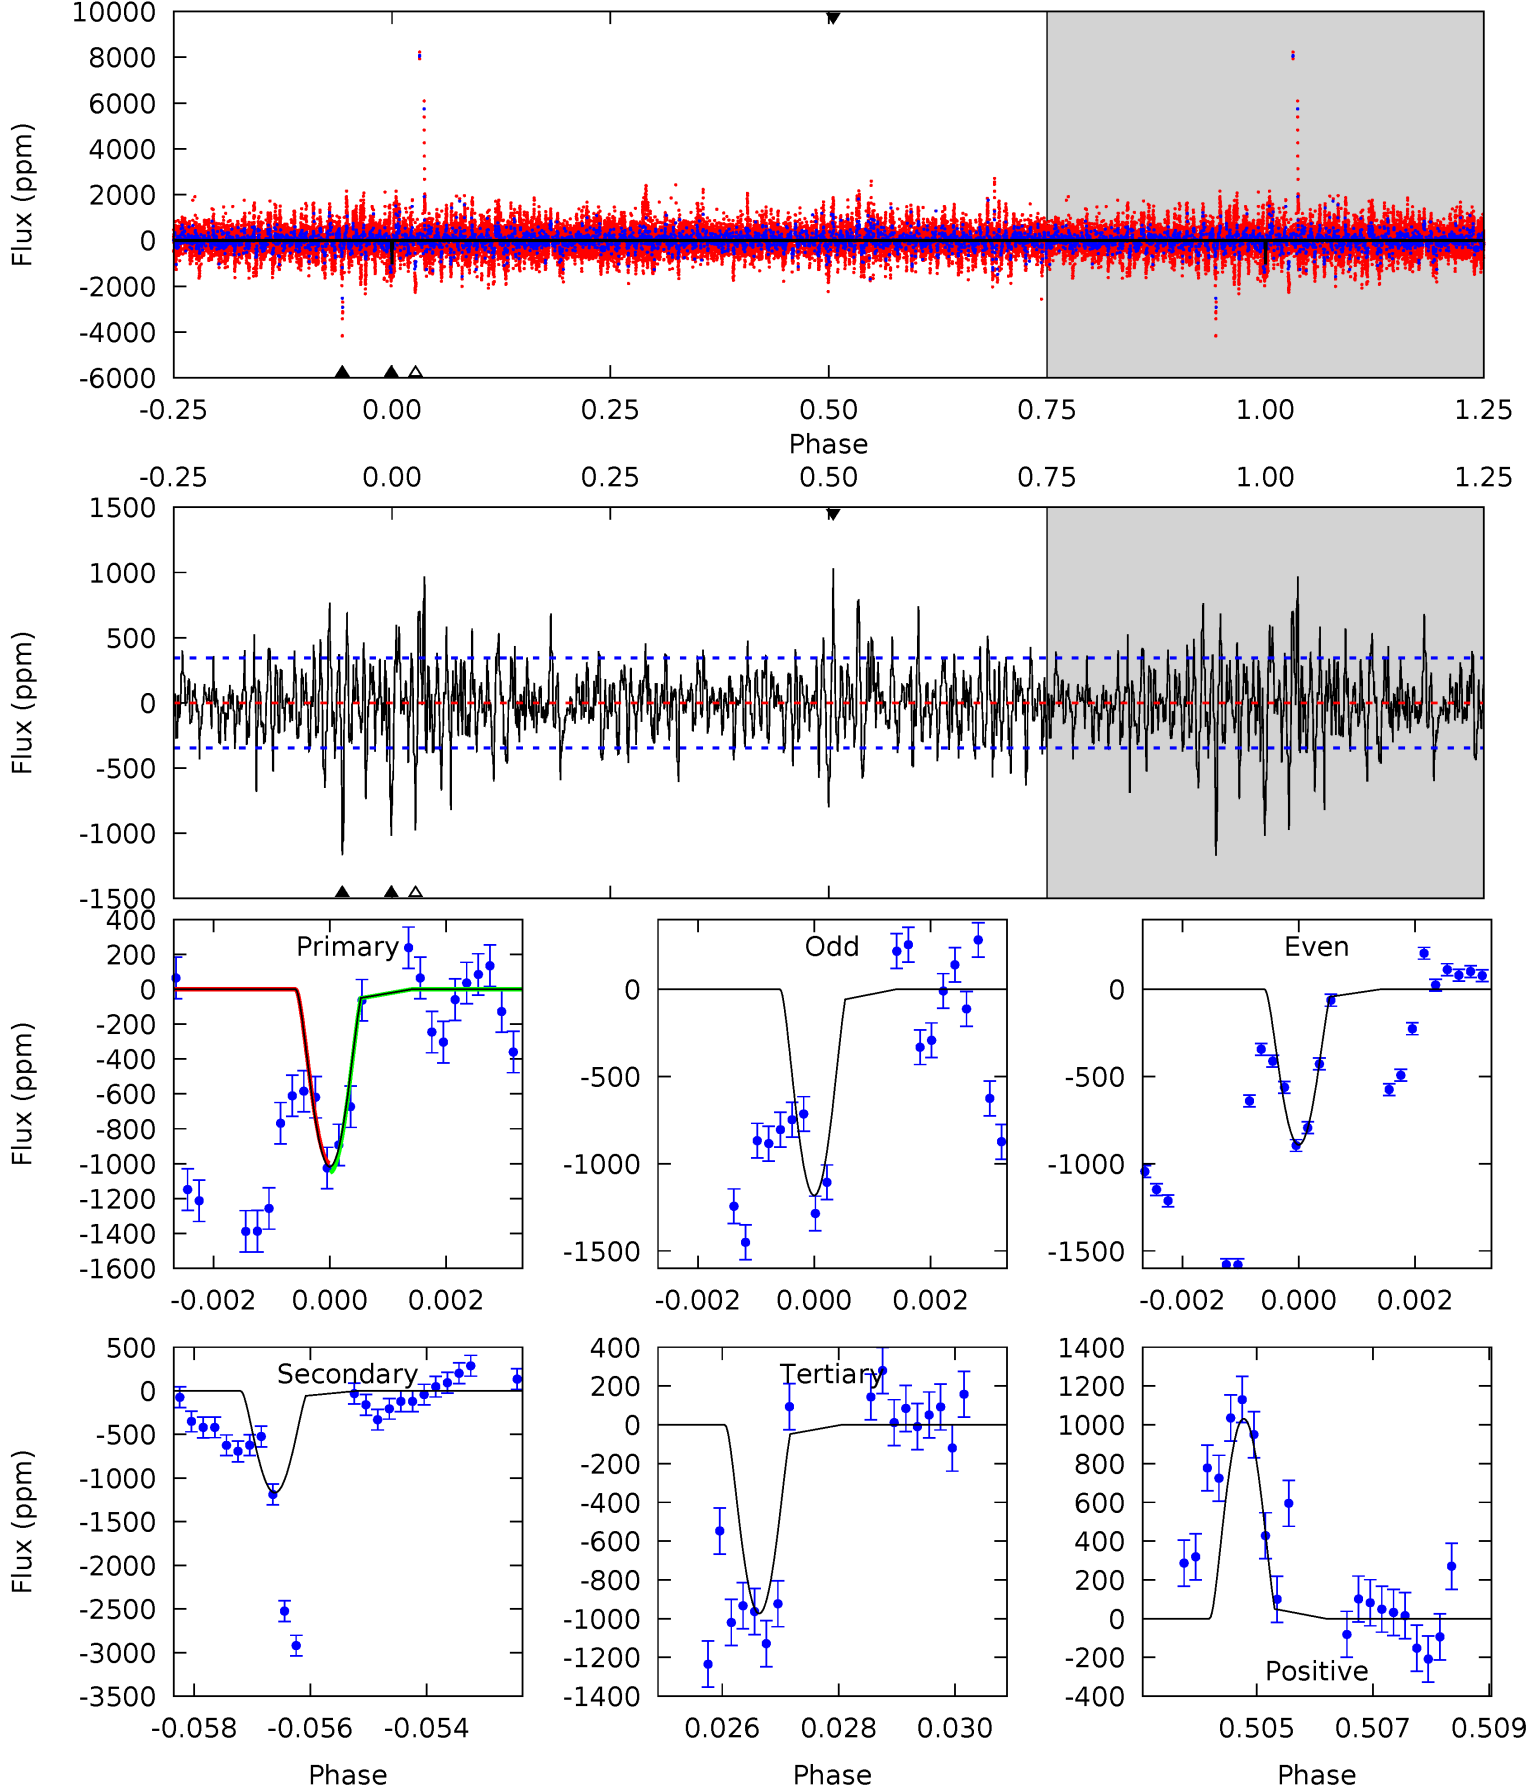 10000
8000
6000
4000
2000
0
-2000
-4000
-6000
Flux (ppm)
-0.25 0.00 0.25 0.50 0.75 1.00 1.25
Phase
-0.25 0.00 0.25 0.50 0.75 1.00 1.25
1500
1000
500
0
-500
-1000
-1500
Flux (ppm)
400
200
0
-200
-400
-600
-800
-1000
-1200
-1400
-1600
Flux (ppm)
Primary
-0.002 0.000 0.002
0
-500
-1000
-1500
Odd
-0.002 0.000 0.002
0
-500
-1000
-1500
Even
-0.002 0.000 0.002
500
0
-500
-1000
-1500
-2000
-2500
-3000
-3500
Flux (ppm)
Secondary
-0.058 -0.056 -0.054
Phase
400
200
0
-200
-400
-600
-800
-1000
-1200
-1400
Tertiary
0.026 0.028 0.030
Phase
1400
1200
1000
800
600
400
200
0
-200
-400
Positive
0.505 0.507 0.509
Phase